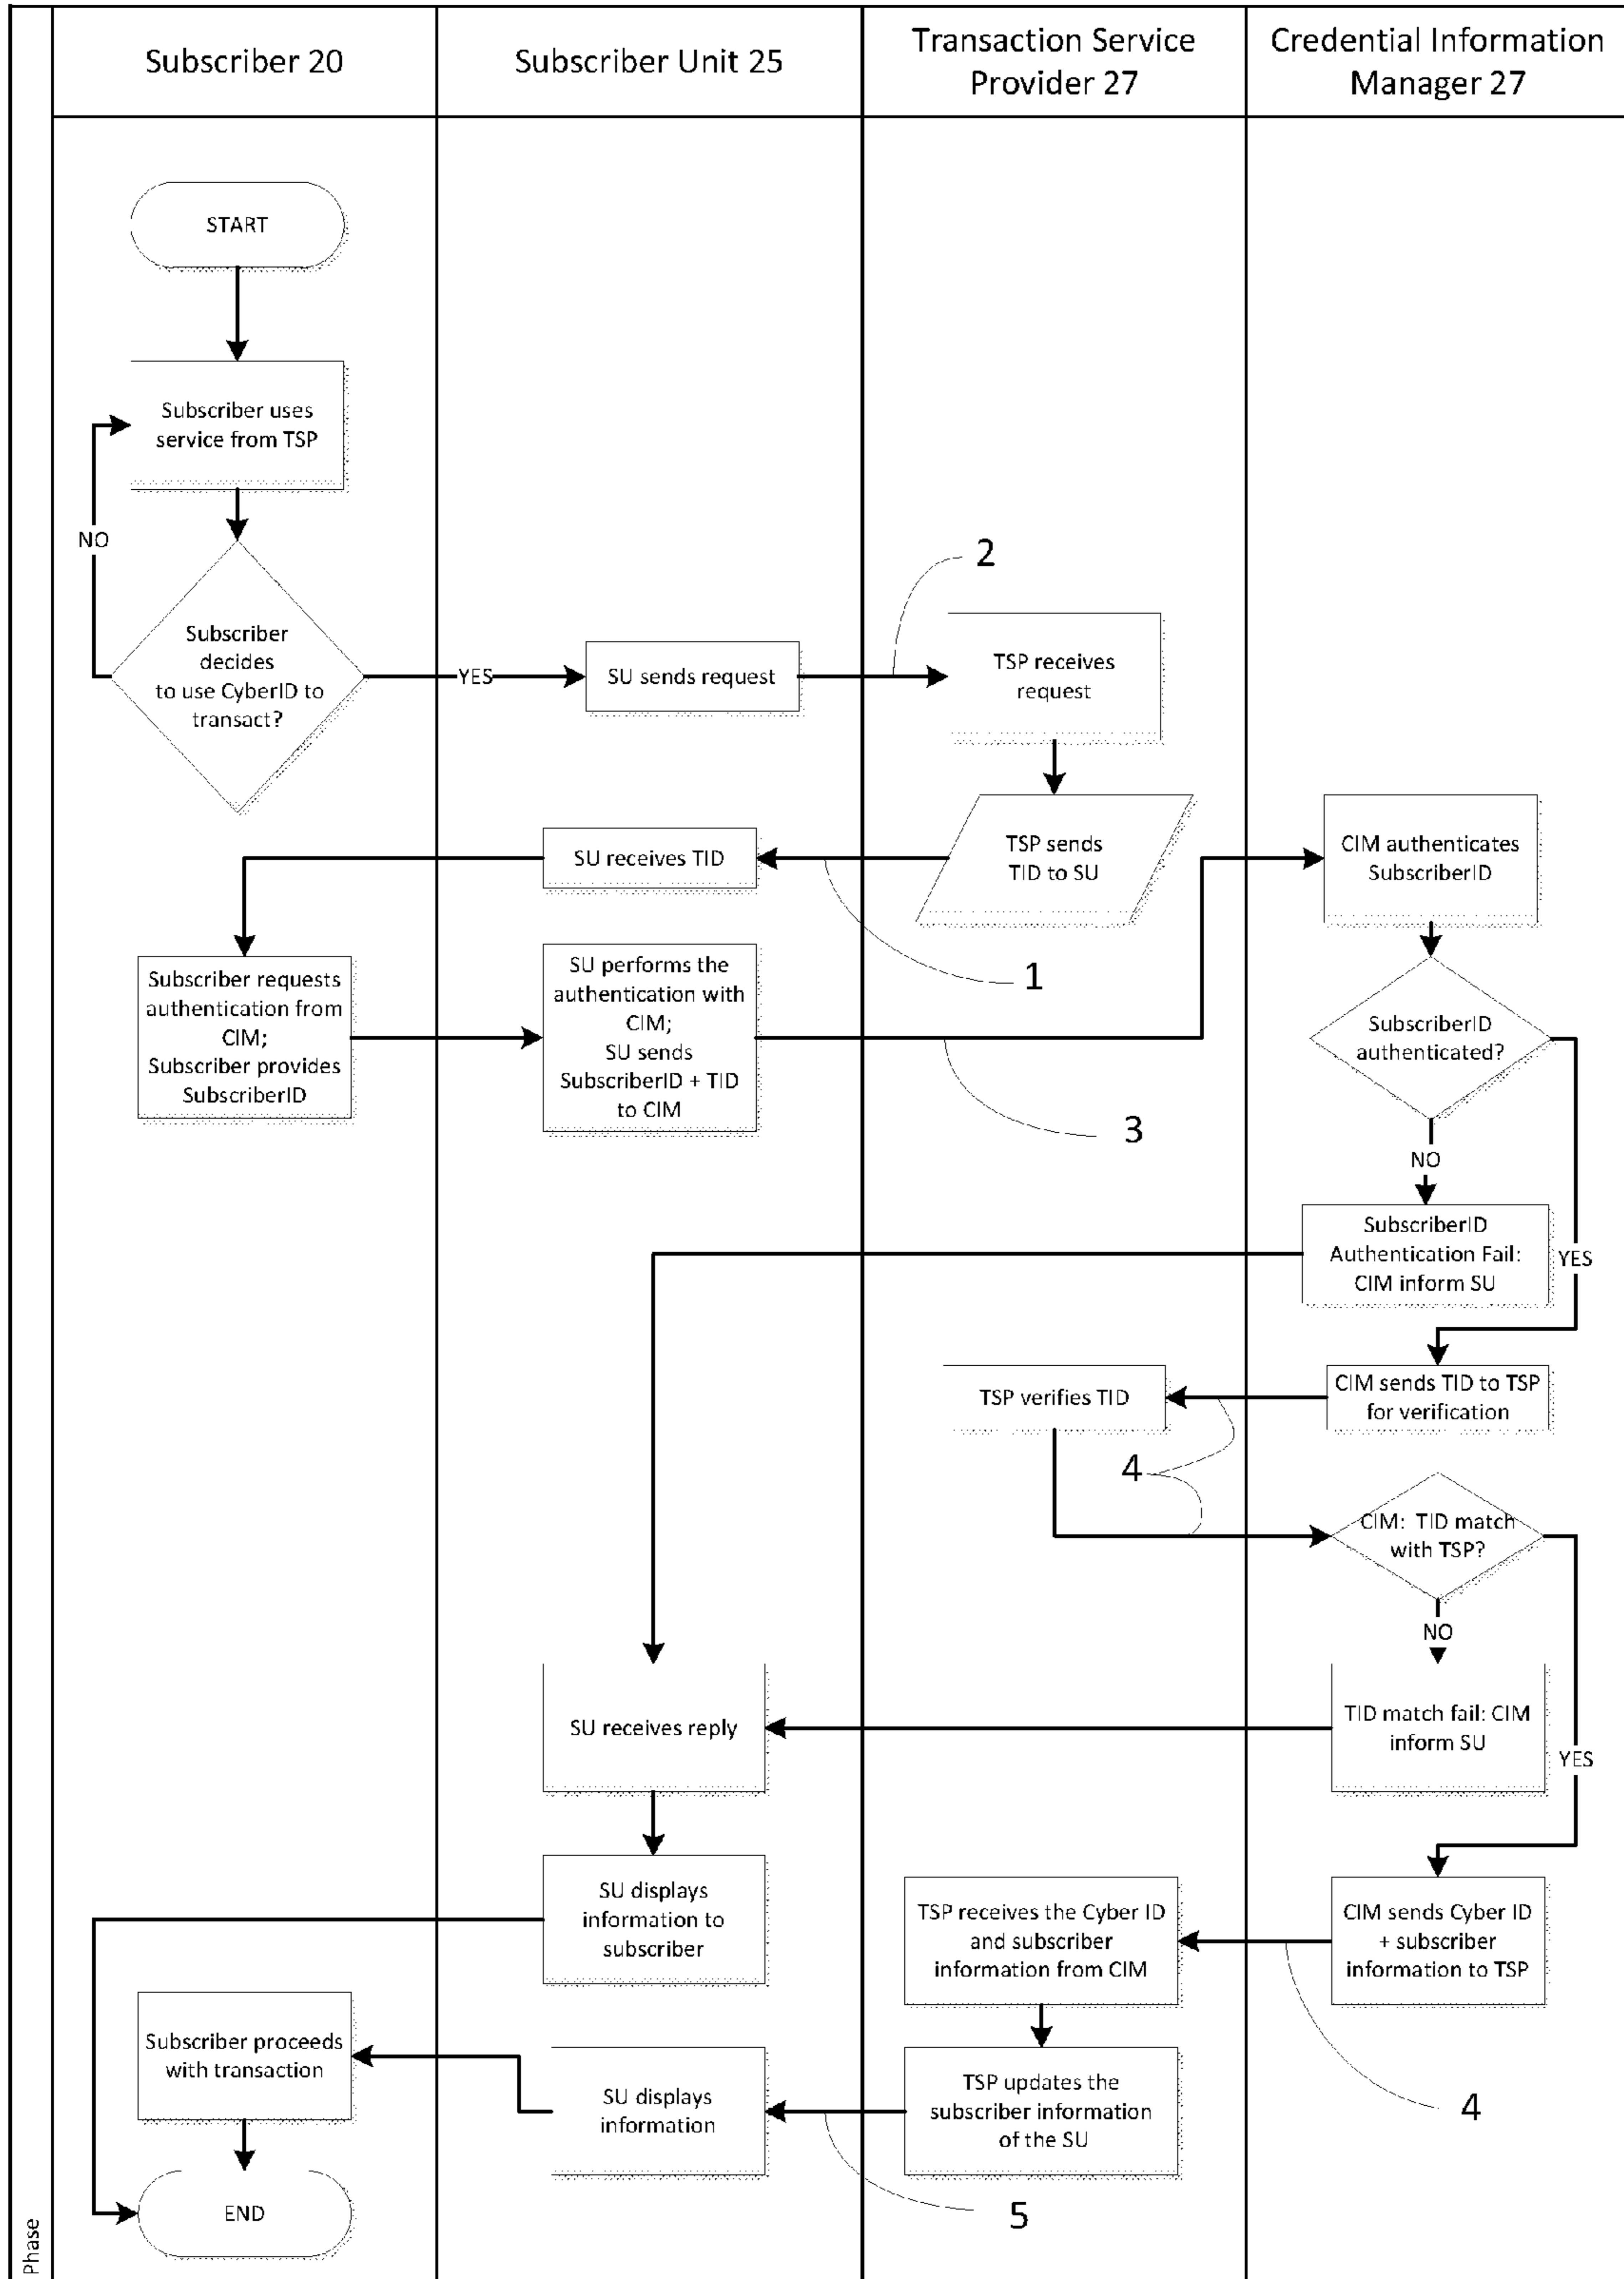 Subscriber 20
Subscriber Unit 25
Transaction Service
Provider 27
Credential Information
Manager 27
START
Subscriber uses
service from TSP
NO
2
Subscriber
decides
to use CyberID to
transact?
YES
SU sends request
TSP receives
request
SU receives TID
TSP sends
TID to SU
CIM authenticates
SubscriberID
1
Subscriber requests
authentication from
CIM;
Subscriber provides
SubscriberID
SU performs the
authentication with
CIM;
SU sends
SubscriberID + TID
to CIM
3
SubscriberID
authenticated?
NO
SubscriberID
Authentication Fail:
CIM inform SU
YES
TSP verifies TID
CIM sends TID to TSP
for verification
4
CIM: TID match
with TSP?
NO
SU receives reply
TID match fail: CIM
inform SU
YES
SU displays
information to
subscriber
TSP receives the Cyber ID
and subscriber
information from CIM
CIM sends Cyber ID
+ subscriber
information to TSP
4
Subscriber proceeds
with transaction
SU displays
information
TSP updates the
subscriber information
of the SU
5
END
Phase